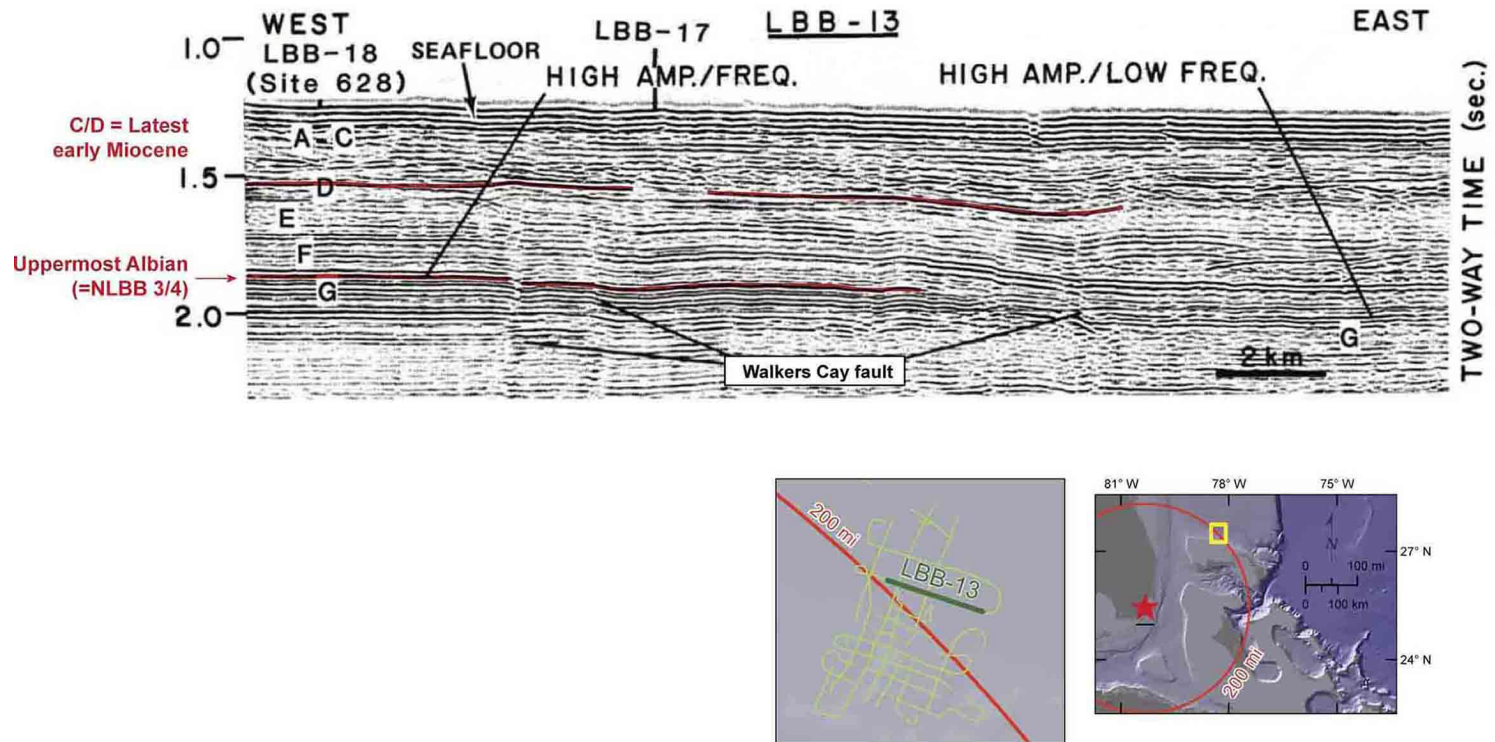 WEST
LBB-18
(Site 628)
SEAFLOOR
LBB-17
LBB-13
EAST
HIGH AMP./FREQ.
HIGH AMP./LOW FREQ.
1.0
1.5
2.0
TWO-WAY TIME (sec.)
C/D = Latest
early Miocene
Uppermost Albian
(=NLBB 3/4)
A-C
D
E
F
G
G
Walkers Cay fault
2 km
200 mi
LBB-13
81° W
78° W
75° W
27° N
24° N
N
0 100 mi
0 100 km
200 mi